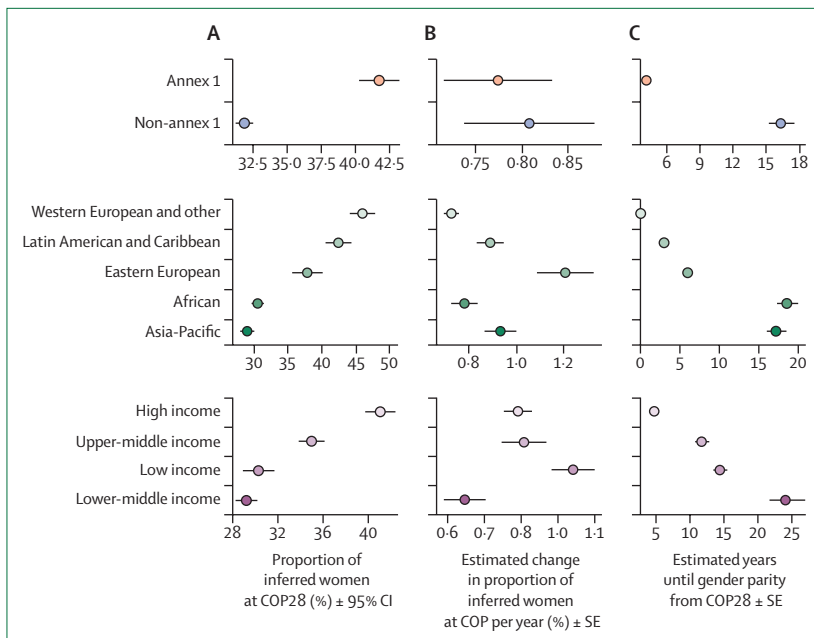 A B C
Annex 1
Non-annex 1
32·5 35·0 37·5 40·0 42·5
0·75 0·80 0·85
6 9 12 15 18
Western European and other
Latin American and Caribbean
Eastern European
African
Asia-Pacific
30 35 40 45 50
0·8 1·0 1·2
0 5 10 15 20
High income
Upper-middle income
Low income
Lower-middle income
28 32 36 40
0·6 0·7 0·8 1·0 1·1
5 10 15 20 25
Proportion of
inferred women
at COP28 (%) ± 95% CI
Estimated change
in proportion of
inferred women
at COP per year (%) ± SE
Estimated years
until gender parity
from COP28 ± SE